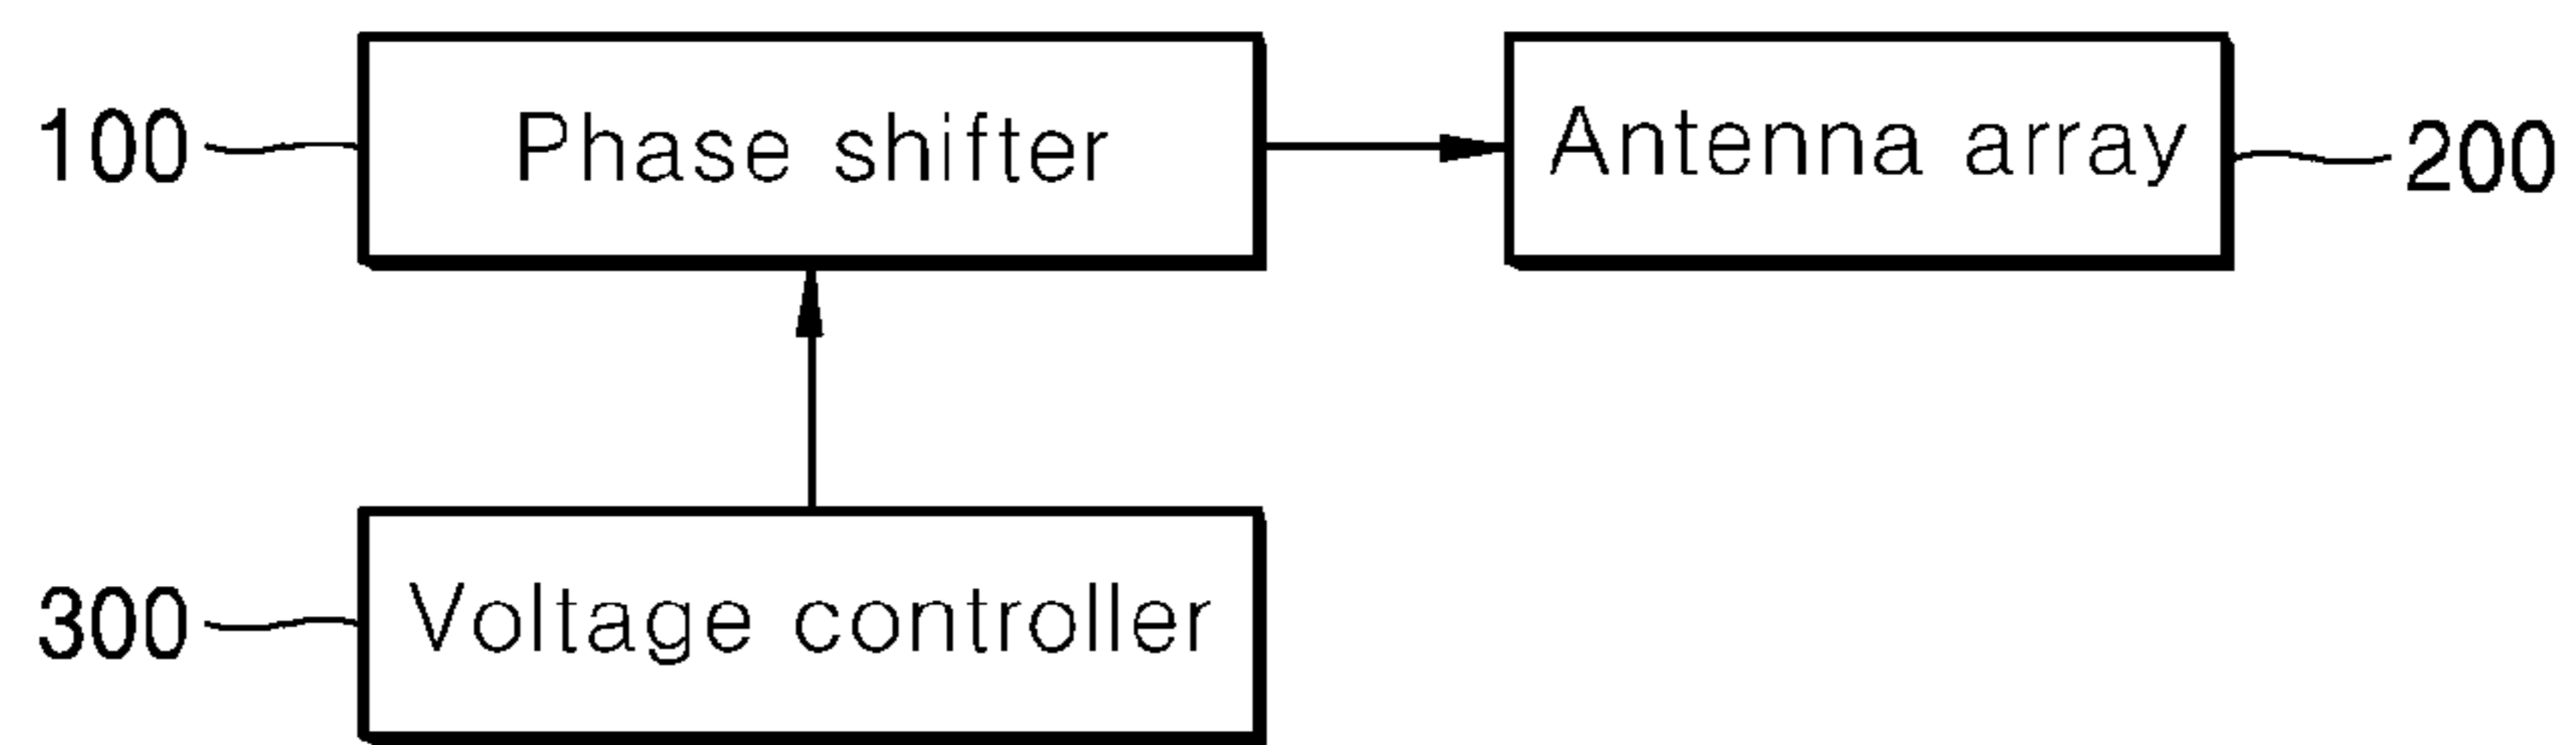 100
Phase shifter
Antenna array
200
300
Voltage controller